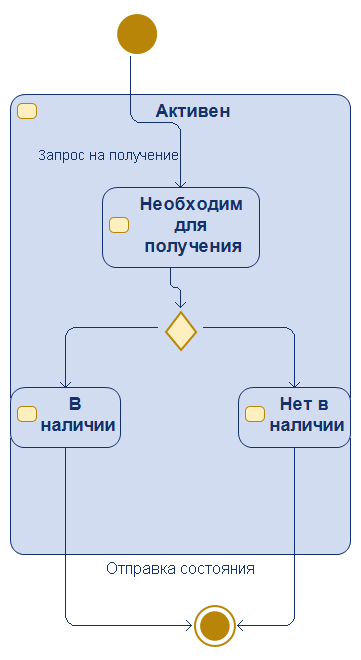 Активен
Запрос на получение
Необходим
для
получения
В
наличии
Нет в
наличии
Отправка состояния